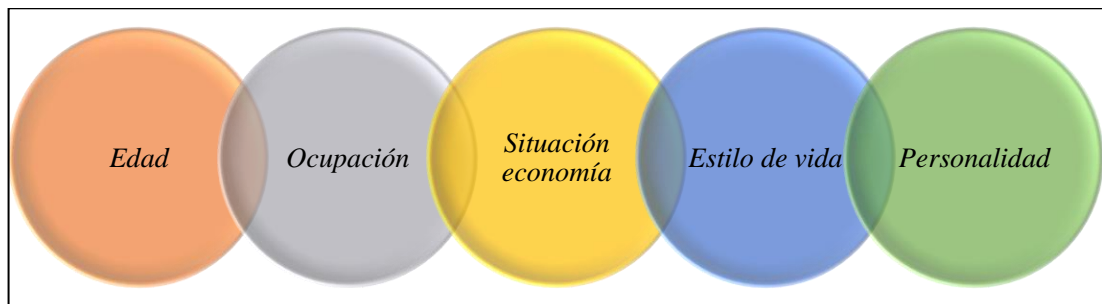 Edad
Ocupación
Situación
economía
Estilo de vida
Personalidad